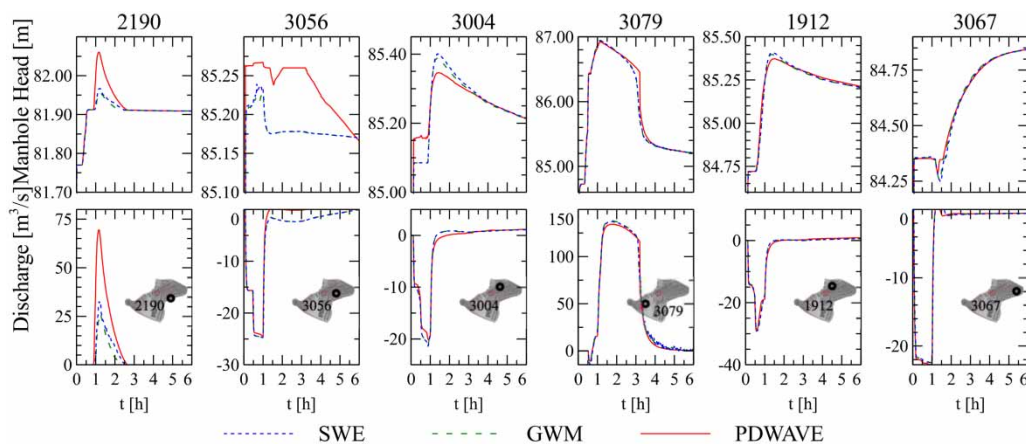 2190 3056 3004 3079 1912 3067
Discharge [m³/s]Manhole Head [m]
82.00 81.90 81.80 81.70
85.25 85.20 85.15 85.10
85.40 85.20 85.00
87.00 86.00 85.00
85.50 85.25 85.00 84.75
84.75 84.50 84.25
75 50 25 0
0 -10 -20 -30
0 -10 -20
150 100 50 0
20 0 -20 -40
0 -10 -20
2190 3056 3004 3079 1912 3067
0 1 2 3 4 5 6 0 1 2 3 4 5 6 0 1 2 3 4 5 6 0 1 2 3 4 5 6 0 1 2 3 4 5 6 0 1 2 3 4 5 6
t [h] t [h] t [h] t [h] t [h] t [h]
SWE GWM PDWAVE